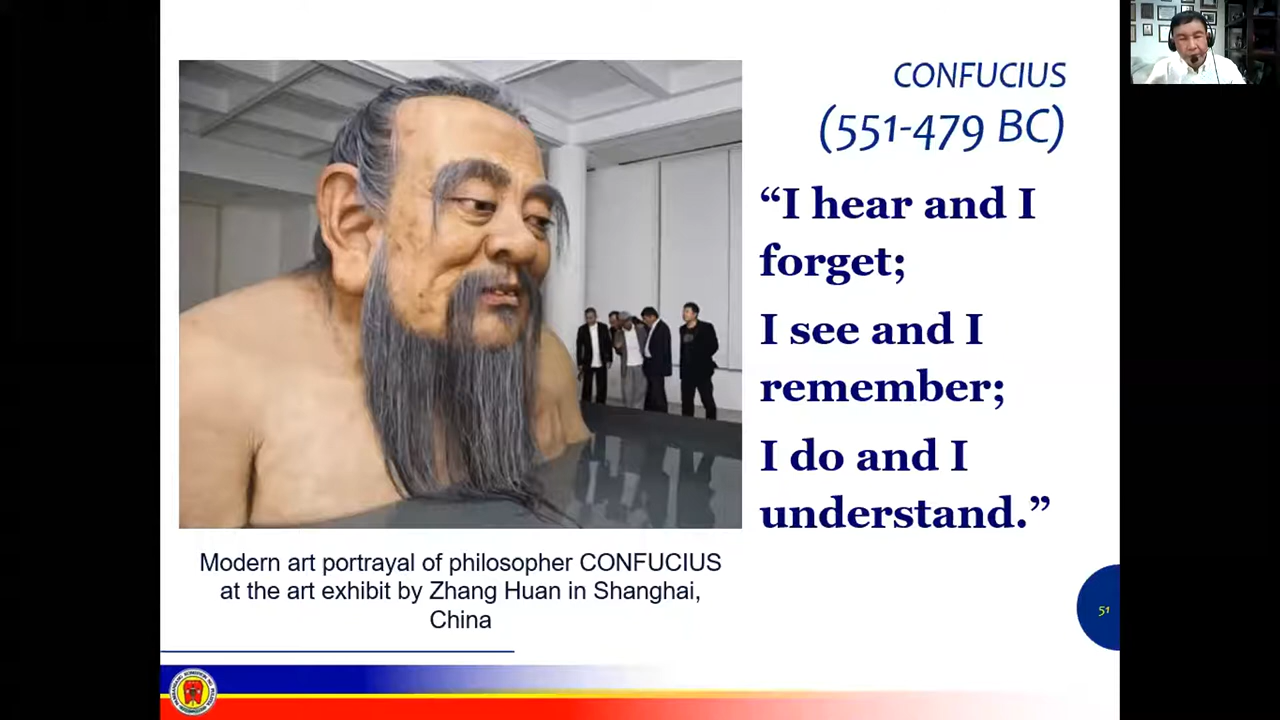 CONFUCIUS
(551-479 BC)
“I hear and I
forget;
I see and I
remember;
I do and I
understand.”
Modern art portrayal of philosopher CONFUCIUS
at the art exhibit by Zhang Huan in Shanghai,
China
51